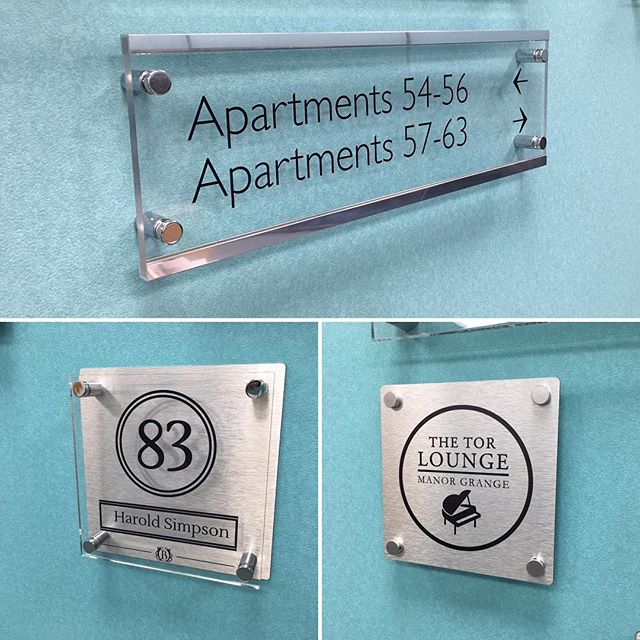 Apartments 54-56 ←
Apartments 57-63 →
83
Harold Simpson
B
THE TOR
LOUNGE
MANOR GRANGE